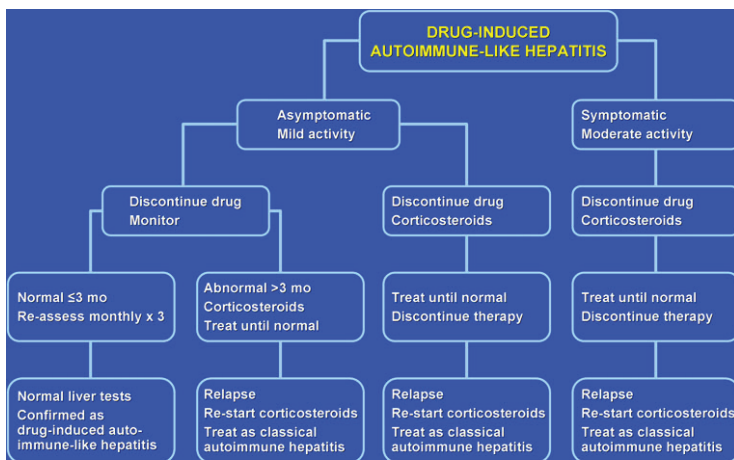 DRUG-INDUCED
AUTOIMMUNE-LIKE HEPATITIS
Asymptomatic
Mild activity
Symptomatic
Moderate activity
Discontinue drug
Monitor
Discontinue drug
Corticosteroids
Discontinue drug
Corticosteroids
Normal ≤3 mo
Re-assess monthly x 3
Abnormal >3 mo
Corticosteroids
Treat until normal
Treat until normal
Discontinue therapy
Treat until normal
Discontinue therapy
Normal liver tests
Confirmed as
drug-induced auto-
immune-like hepatitis
Relapse
Re-start corticosteroids
Treat as classical
autoimmune hepatitis
Relapse
Re-start corticosteroids
Treat as classical
autoimmune hepatitis
Relapse
Re-start corticosteroids
Treat as classical
autoimmune hepatitis